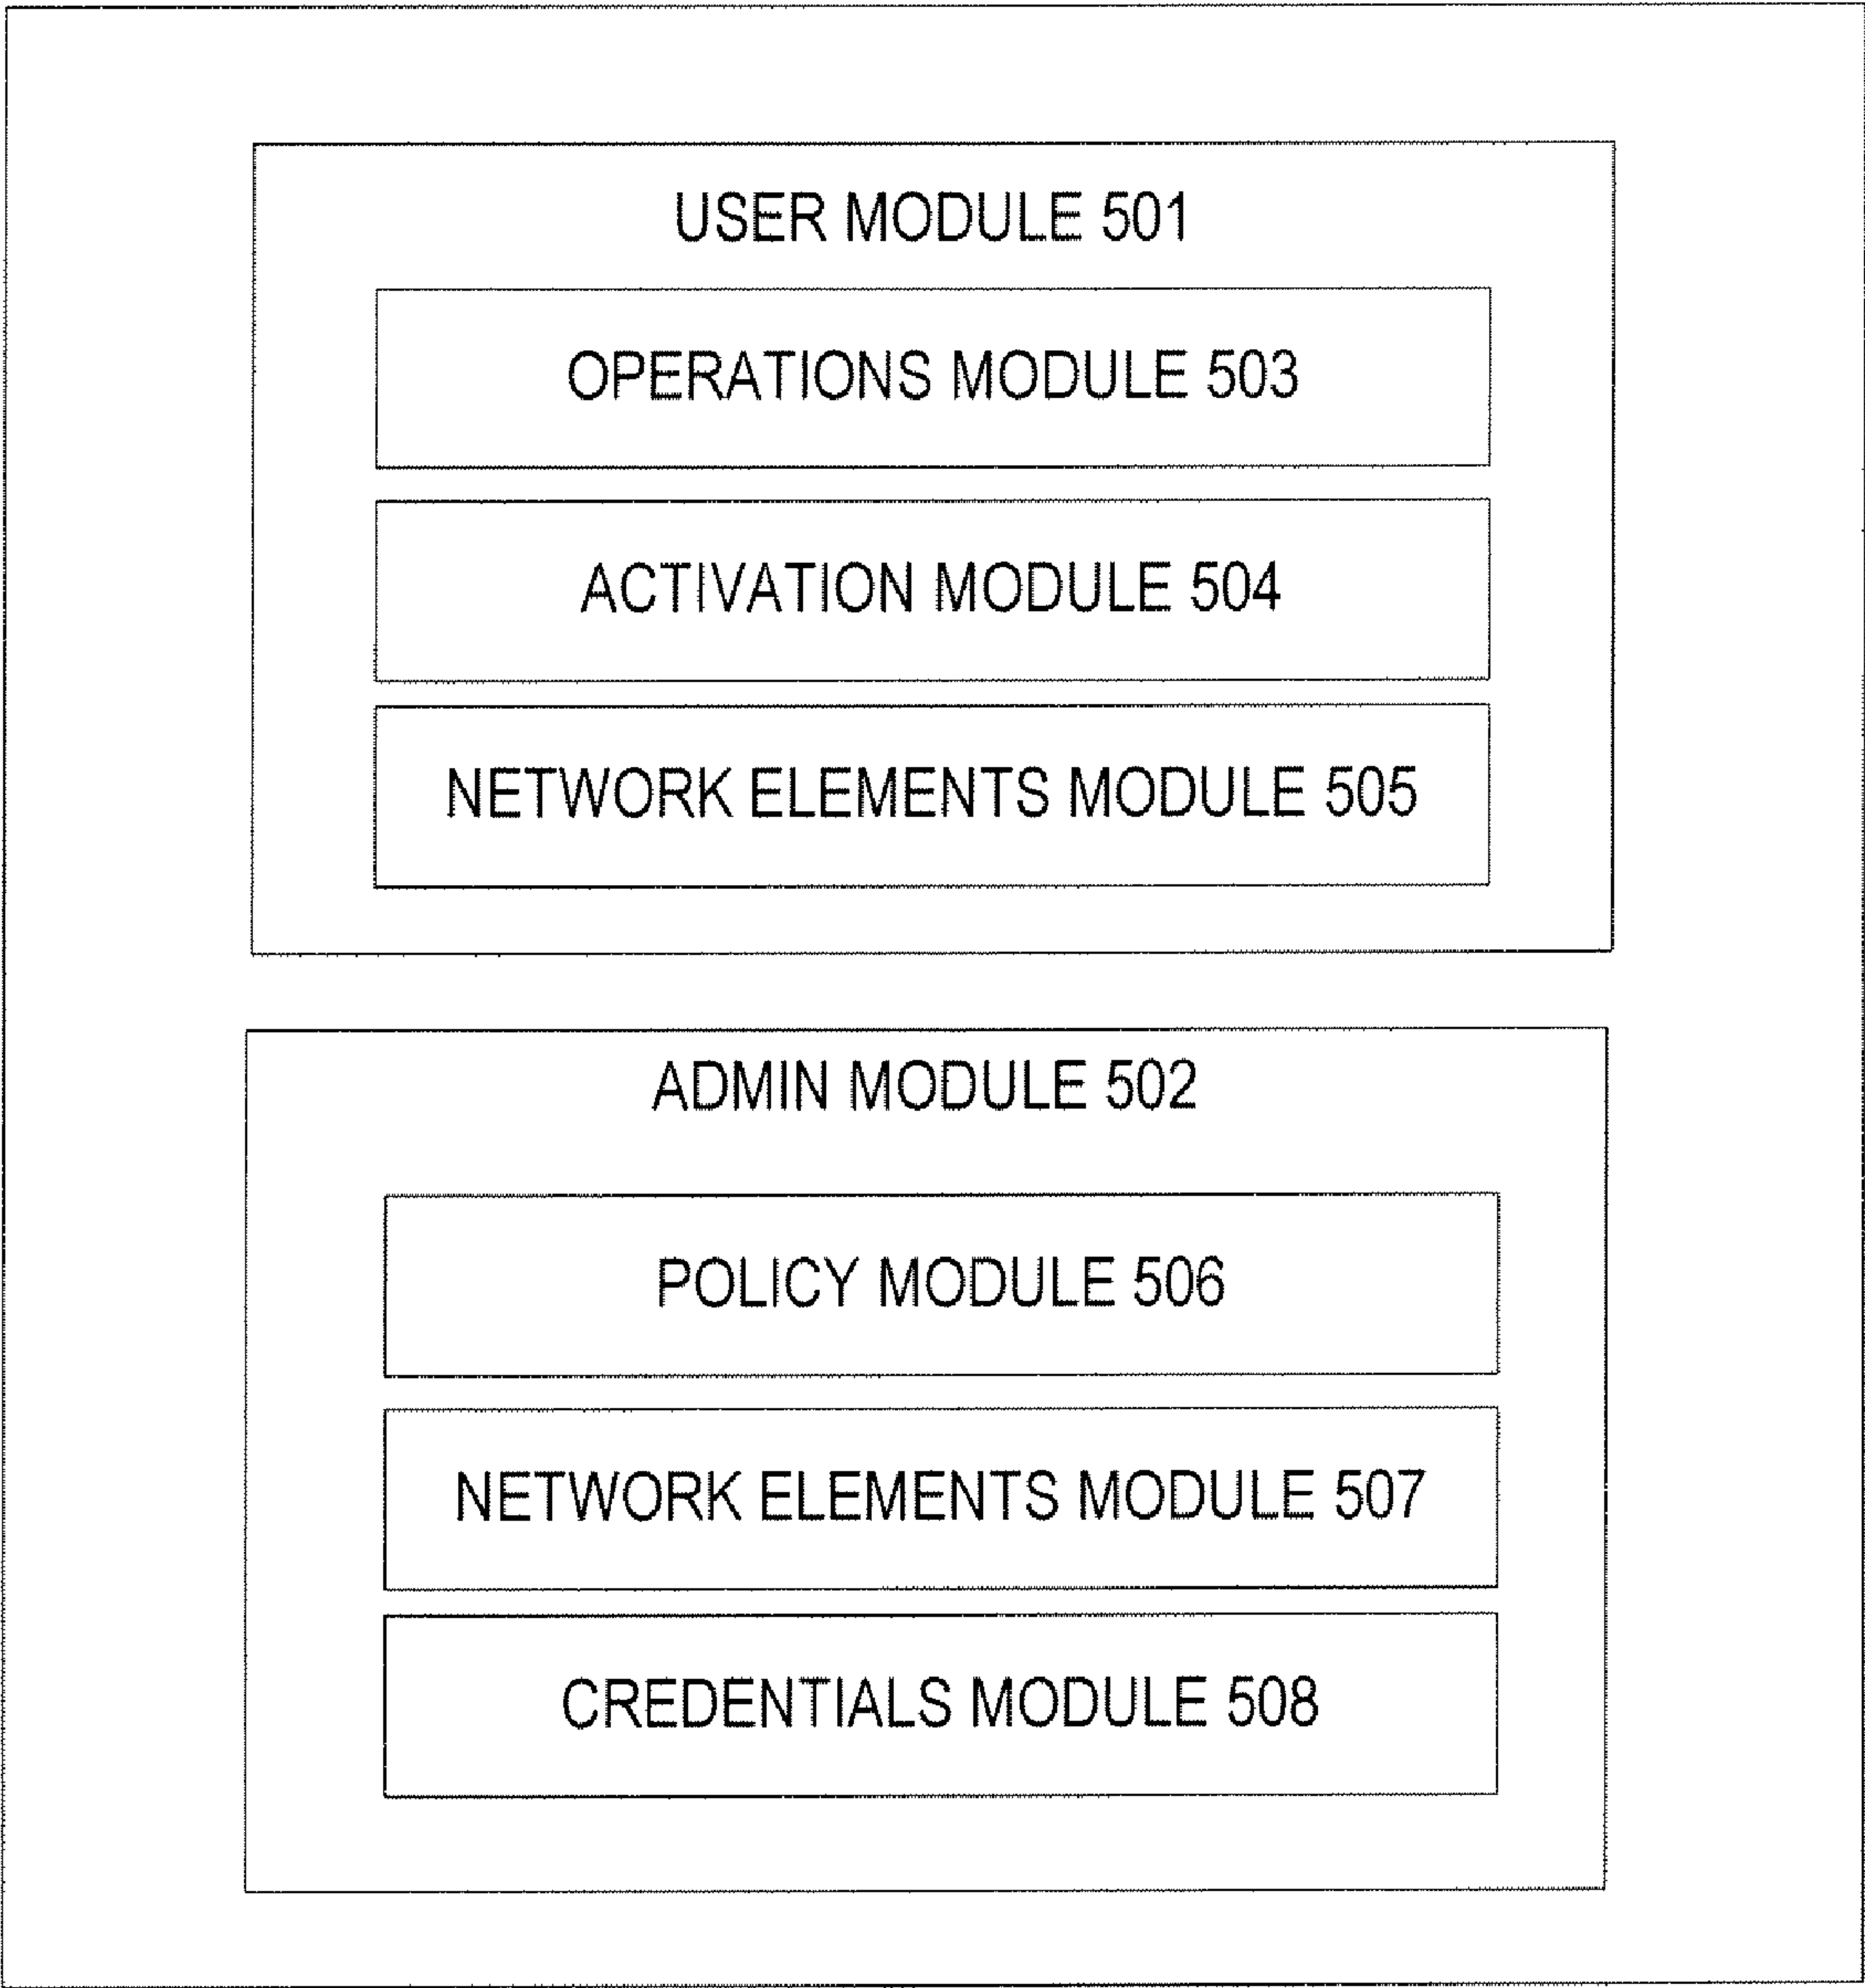 USER MODULE 501
OPERATIONS MODULE 503
ACTIVATION MODULE 504
NETWORK ELEMENTS MODULE 505
ADMIN MODULE 502
POLICY MODULE 506
NETWORK ELEMENTS MODULE 507
CREDENTIALS MODULE 508